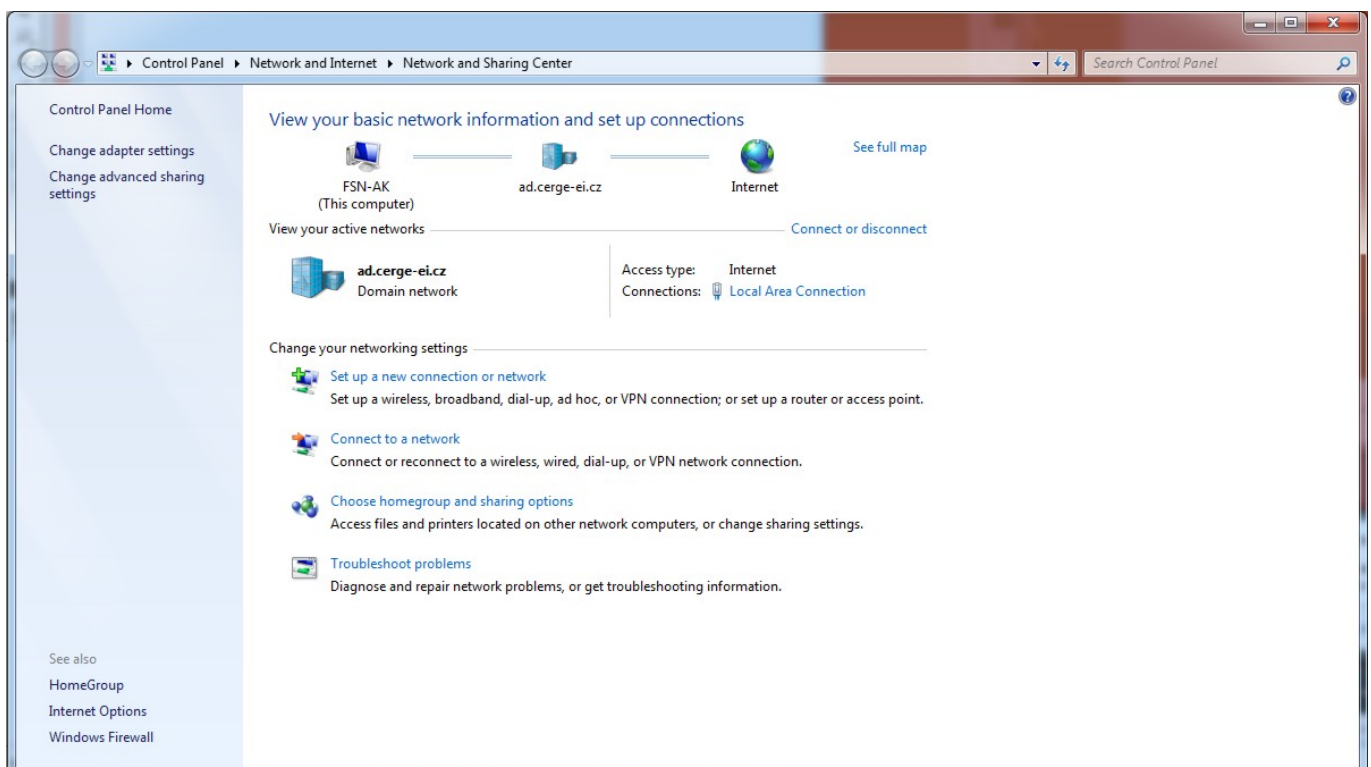 Control Panel ▸ Network and Internet ▸ Network and Sharing Center
Search Control Panel
Control Panel Home
Change adapter settings
Change advanced sharing
settings
View your basic network information and set up connections
See full map
FSN-AK
(This computer)
ad.cerge-ei.cz
Internet
View your active networks
Connect or disconnect
ad.cerge-ei.cz
Domain network
Access type: Internet
Connections: Local Area Connection
Change your networking settings
Set up a new connection or network
Set up a wireless, broadband, dial-up, ad hoc, or VPN connection; or set up a router or access point.
Connect to a network
Connect or reconnect to a wireless, wired, dial-up, or VPN network connection.
Choose homegroup and sharing options
Access files and printers located on other network computers, or change sharing settings.
Troubleshoot problems
Diagnose and repair network problems, or get troubleshooting information.
See also
HomeGroup
Internet Options
Windows Firewall